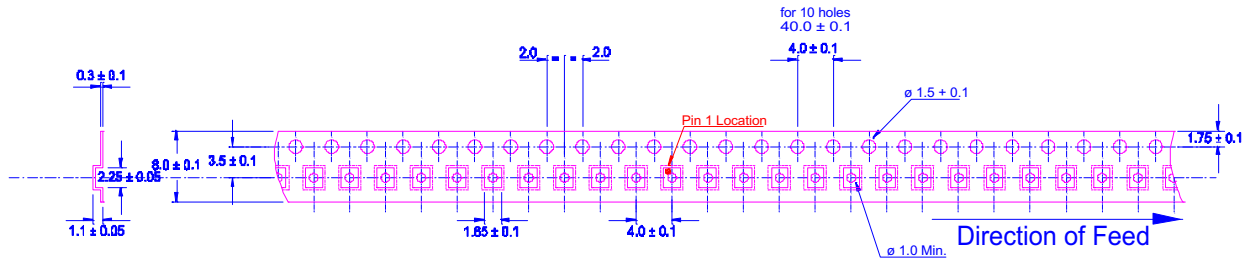 for 10 holes
40.0 ± 0.1
2.0
2.0
4.0 ± 0.1
0.3 ± 0.1
ø 1.5 + 0.1
Pin 1 Location
1.75 ± 0.1
8.0 ± 0.1
3.5 ± 0.1
2.25 ± 0.05
1.1 ± 0.05
1.65 ± 0.1
4.0 ± 0.1
Direction of Feed
ø 1.0 Min.